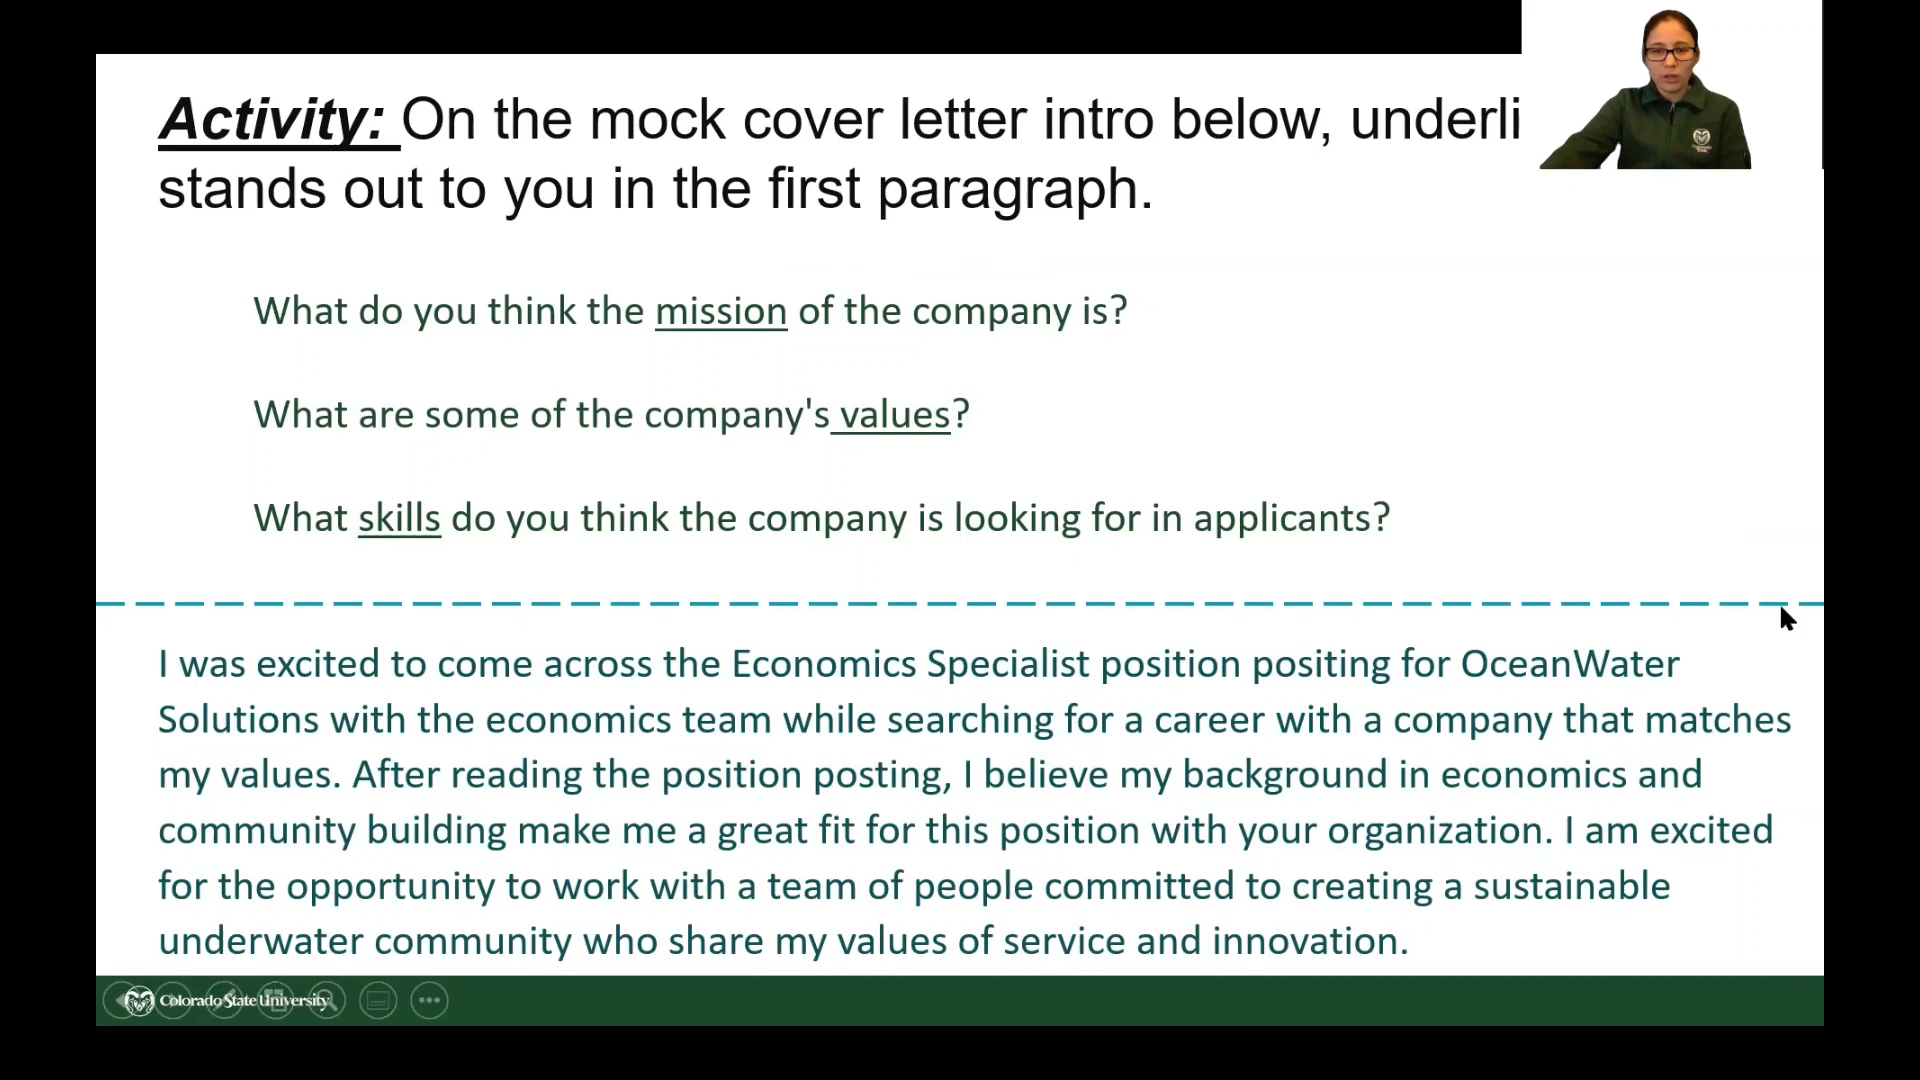 Activity: On the mock cover letter intro below, underli
stands out to you in the first paragraph.
What do you think the mission of the company is?
What are some of the company's values?
What skills do you think the company is looking for in applicants?
I was excited to come across the Economics Specialist position positing for OceanWater
Solutions with the economics team while searching for a career with a company that matches
my values. After reading the position posting, I believe my background in economics and
community building make me a great fit for this position with your organization. I am excited
for the opportunity to work with a team of people committed to creating a sustainable
underwater community who share my values of service and innovation.
Colorado State University